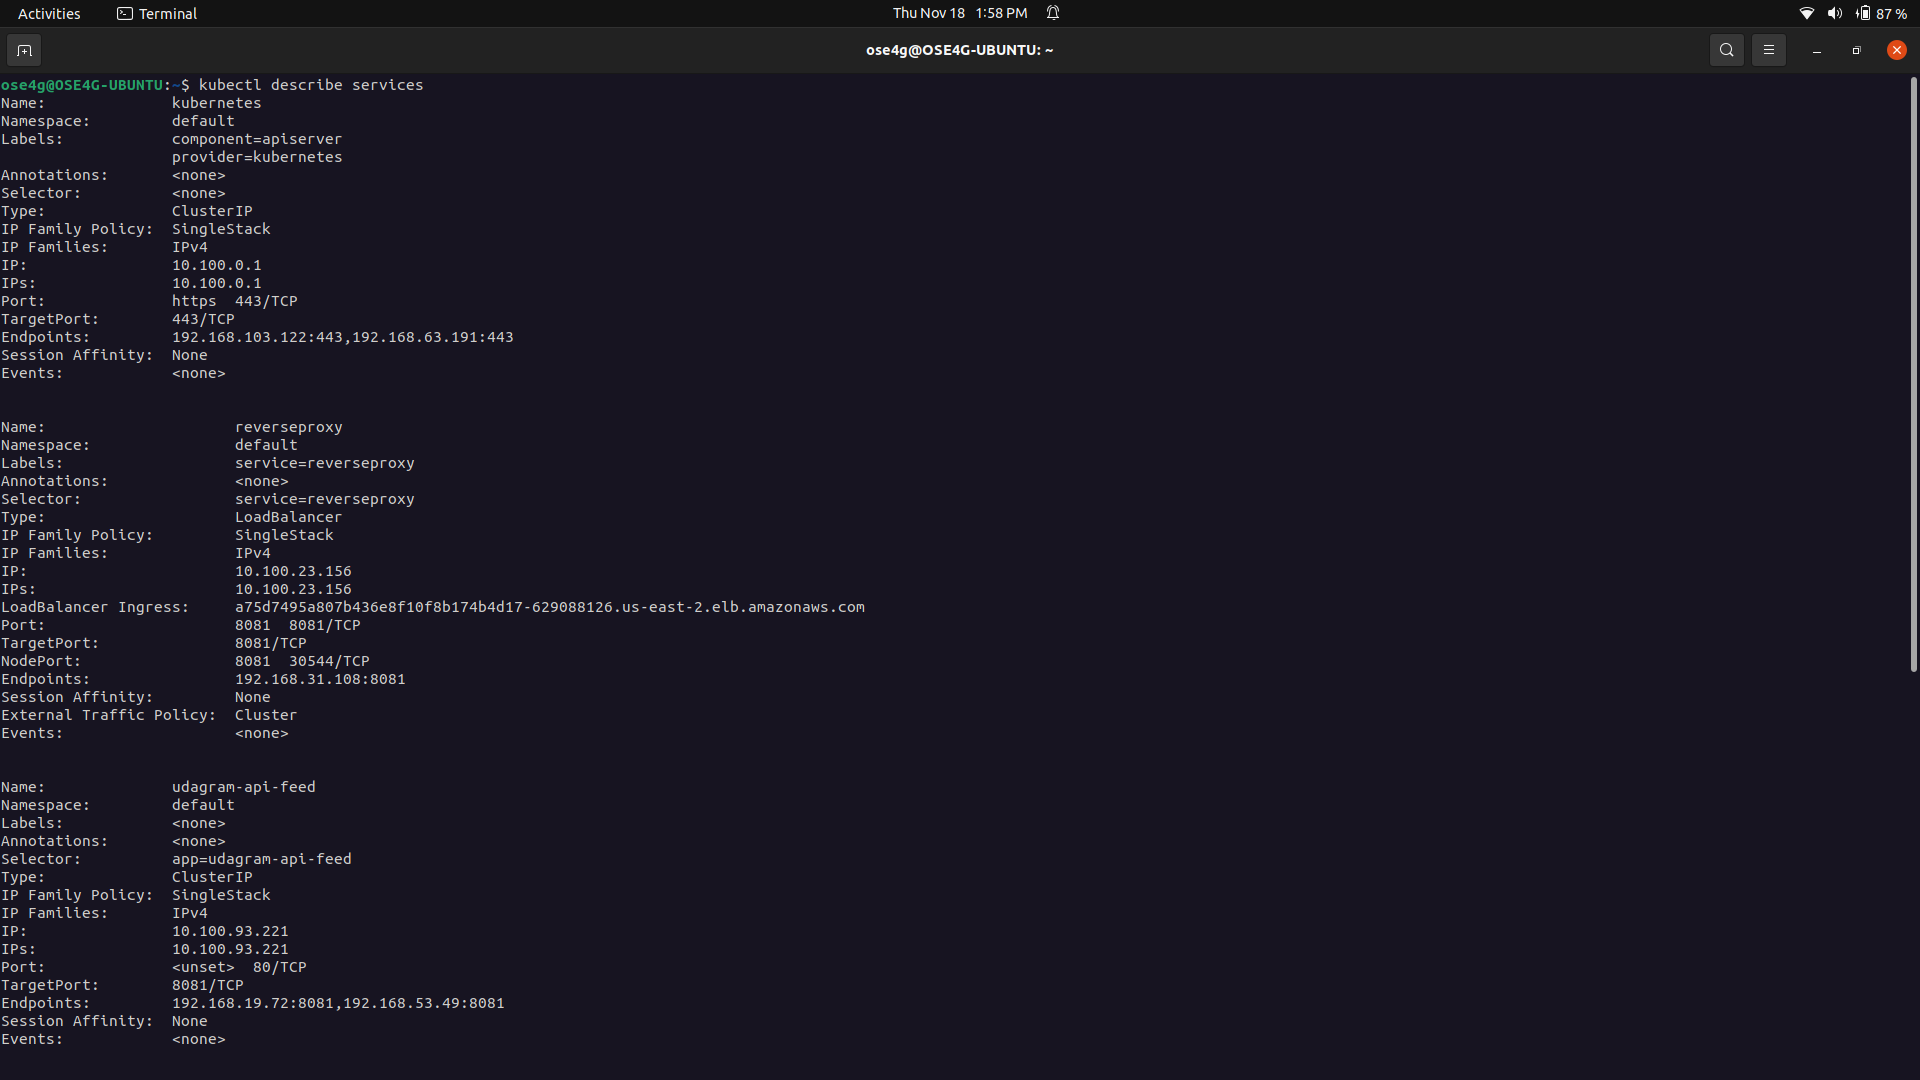 Activities Terminal Thu Nov 18 1:58 PM 87 %
ose4g@OSE4G-UBUNTU: ~
ose4g@OSE4G-UBUNTU:~$ kubectl describe services
Name: kubernetes
Namespace: default
Labels: component=apiserver
provider=kubernetes
Annotations: <none>
Selector: <none>
Type: ClusterIP
IP Family Policy: SingleStack
IP Families: IPv4
IP: 10.100.0.1
IPs: 10.100.0.1
Port: https 443/TCP
TargetPort: 443/TCP
Endpoints: 192.168.103.122:443,192.168.63.191:443
Session Affinity: None
Events: <none>
Name: reverseproxy
Namespace: default
Labels: service=reverseproxy
Annotations: <none>
Selector: service=reverseproxy
Type: LoadBalancer
IP Family Policy: SingleStack
IP Families: IPv4
IP: 10.100.23.156
IPs: 10.100.23.156
LoadBalancer Ingress: a75d7495a807b436e8f10f8b174b4d17-629088126.us-east-2.elb.amazonaws.com
Port: 8081 8081/TCP
TargetPort: 8081/TCP
NodePort: 8081 30544/TCP
Endpoints: 192.168.31.108:8081
Session Affinity: None
External Traffic Policy: Cluster
Events: <none>
Name: udagram-api-feed
Namespace: default
Labels: <none>
Annotations: <none>
Selector: app=udagram-api-feed
Type: ClusterIP
IP Family Policy: SingleStack
IP Families: IPv4
IP: 10.100.93.221
IPs: 10.100.93.221
Port: <unset> 80/TCP
TargetPort: 8081/TCP
Endpoints: 192.168.19.72:8081,192.168.53.49:8081
Session Affinity: None
Events: <none>